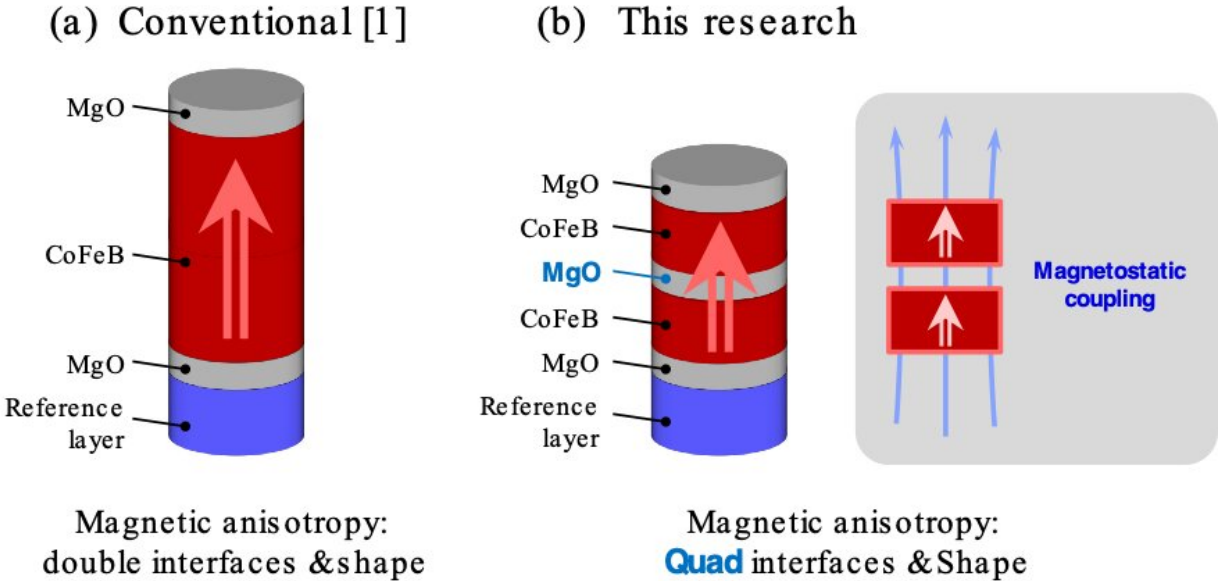 (a) Conventional [1]
MgO
CoFeB
MgO
Reference
layer
Magnetic anisotropy:
double interfaces &shape
(b) This research
MgO
CoFeB
MgO
CoFeB
MgO
Reference
layer
Magnetostatic
coupling
Magnetic anisotropy:
Quad interfaces &Shape